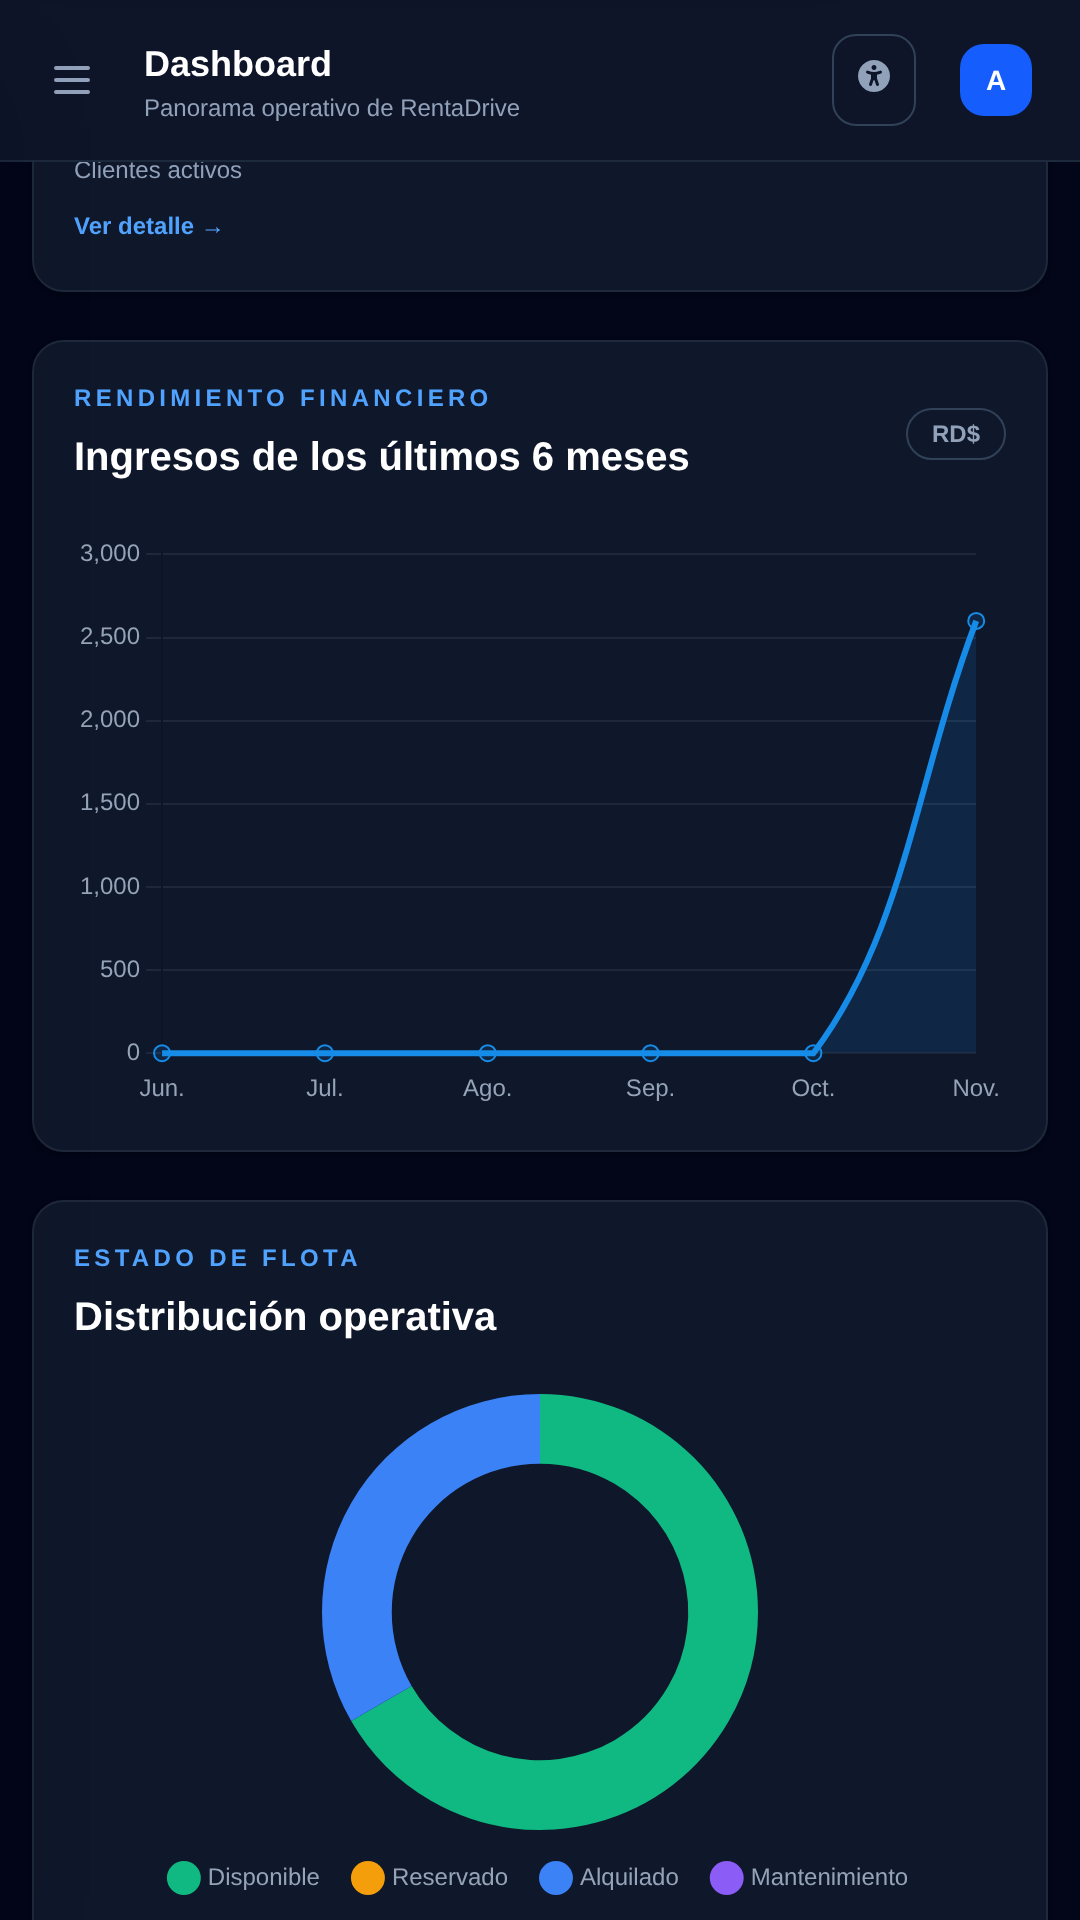 Dashboard
Panorama operativo de RentaDrive
A
Clientes activos
Ver detalle →
RENDIMIENTO FINANCIERO
Ingresos de los últimos 6 meses
RD$
3,000
2,500
2,000
1,500
1,000
500
0
Jun. Jul. Ago. Sep. Oct. Nov.
ESTADO DE FLOTA
Distribución operativa
Disponible Reservado Alquilado Mantenimiento